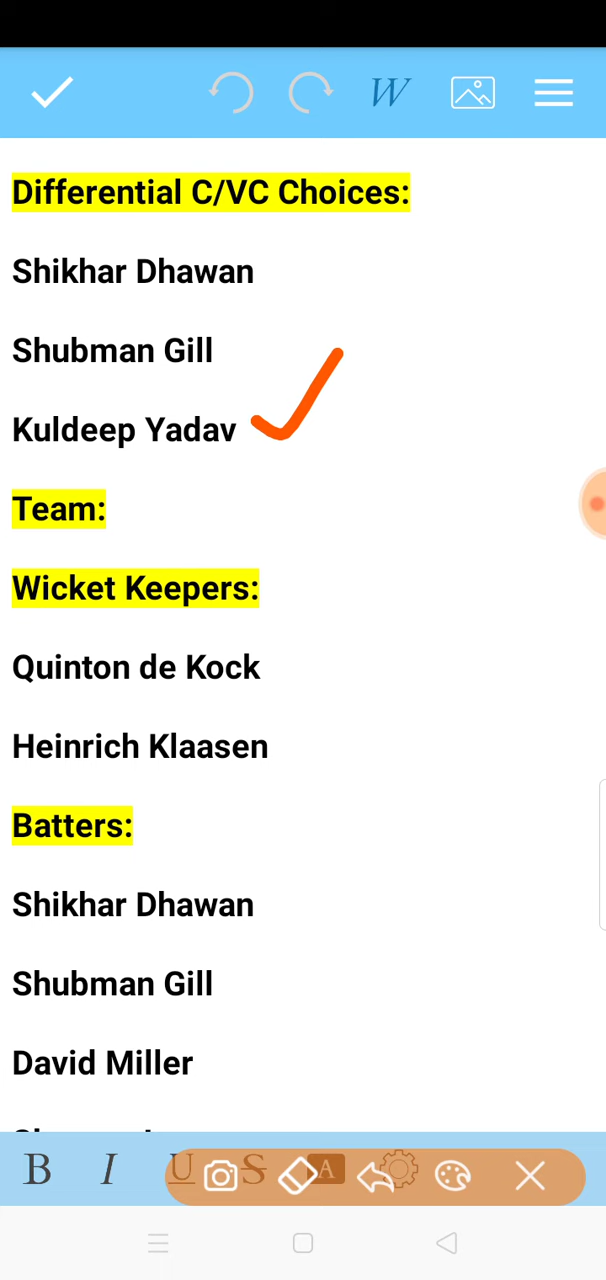 W
Differential C/VC Choices:
Shikhar Dhawan
Shubman Gill
Kuldeep Yadav
Team:
Wicket Keepers:
Quinton de Kock
Heinrich Klaasen
Batters:
Shikhar Dhawan
Shubman Gill
David Miller
B I U S A